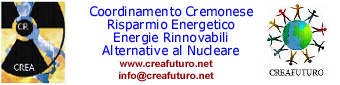 CR
CREA
Coordinamento Cremonese
Risparmio Energetico
Energie Rinnovabili
Alternative al Nucleare
www.creafuturo.net
info@creafuturo.net
CREAFUTURO